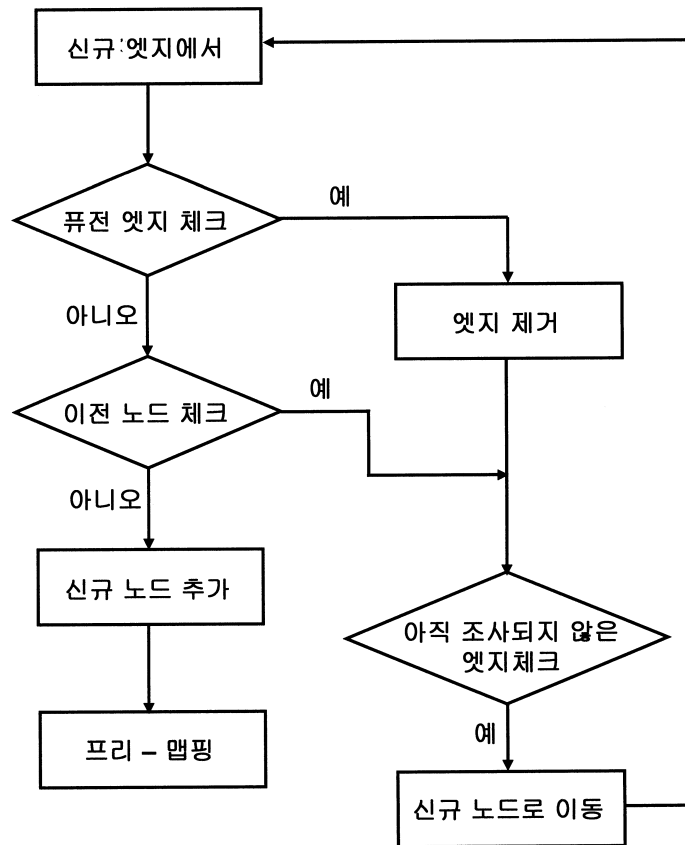 신규 엣지에서
퓨전 엣지 체크
예
아니오
엣지 제거
이전 노드 체크
예
아니오
신규 노드 추가
아직 조사되지 않은
엣지체크
프리 – 맵핑
예
신규 노드로 이동